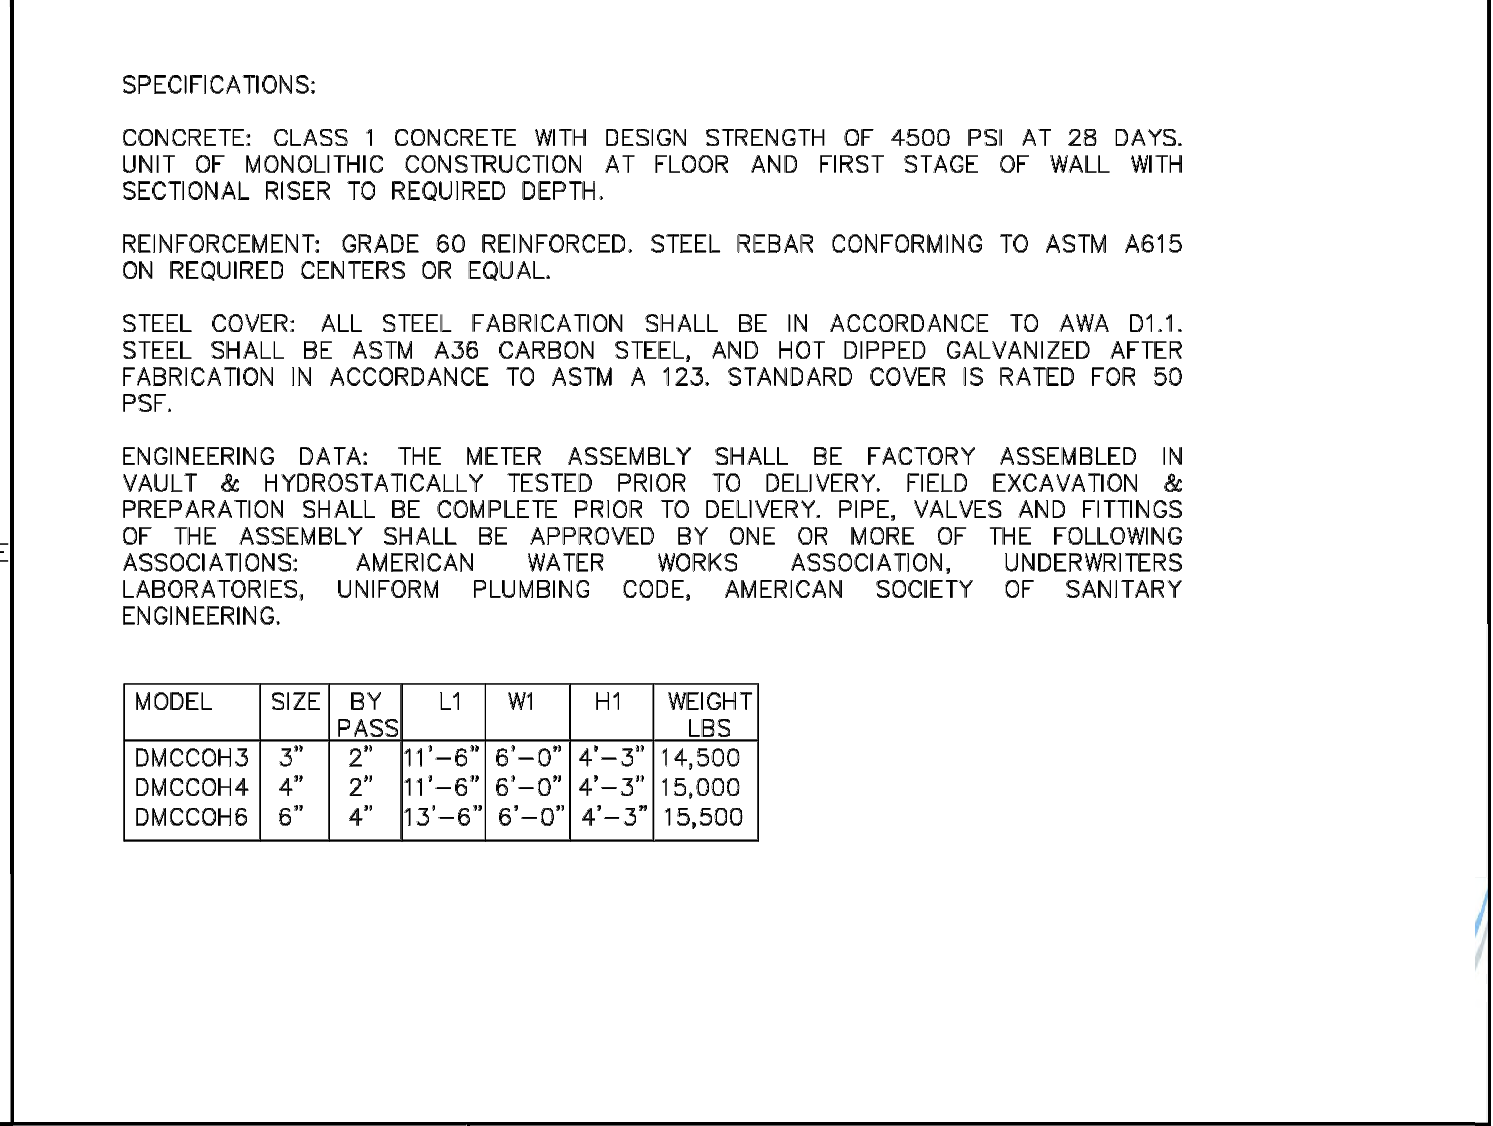 SPECIFICATIONS:
CONCRETE: CLASS 1 CONCRETE WITH DESIGN STRENGTH OF 4500 PSI AT 28 DAYS.
UNIT OF MONOLITHIC CONSTRUCTION AT FLOOR AND FIRST STAGE OF WALL WITH
SECTIONAL RISER TO REQUIRED DEPTH.
REINFORCEMENT: GRADE 60 REINFORCED. STEEL REBAR CONFORMING TO ASTM A615
ON REQUIRED CENTERS OR EQUAL.
STEEL COVER: ALL STEEL FABRICATION SHALL BE IN ACCORDANCE TO AWA D1.1.
STEEL SHALL BE ASTM A36 CARBON STEEL, AND HOT DIPPED GALVANIZED AFTER
FABRICATION IN ACCORDANCE TO ASTM A 123. STANDARD COVER IS RATED FOR 50
PSF.
ENGINEERING DATA: THE METER ASSEMBLY SHALL BE FACTORY ASSEMBLED IN
VAULT & HYDROSTATICALLY TESTED PRIOR TO DELIVERY. FIELD EXCAVATION &
PREPARATION SHALL BE COMPLETE PRIOR TO DELIVERY. PIPE, VALVES AND FITTINGS
OF THE ASSEMBLY SHALL BE APPROVED BY ONE OR MORE OF THE FOLLOWING
ASSOCIATIONS: AMERICAN WATER WORKS ASSOCIATION, UNDERWRITERS
LABORATORIES, UNIFORM PLUMBING CODE, AMERICAN SOCIETY OF SANITARY
ENGINEERING.
MODEL SIZE BY L1 W1 H1 WEIGHT
PASS LBS
DMCCOH3 3" 2" 11'-6" 6'-0" 4'-3" 14,500
DMCCOH4 4" 2" 11'-6" 6'-0" 4'-3" 15,000
DMCCOH6 6" 4" 13'-6" 6'-0" 4'-3" 15,500